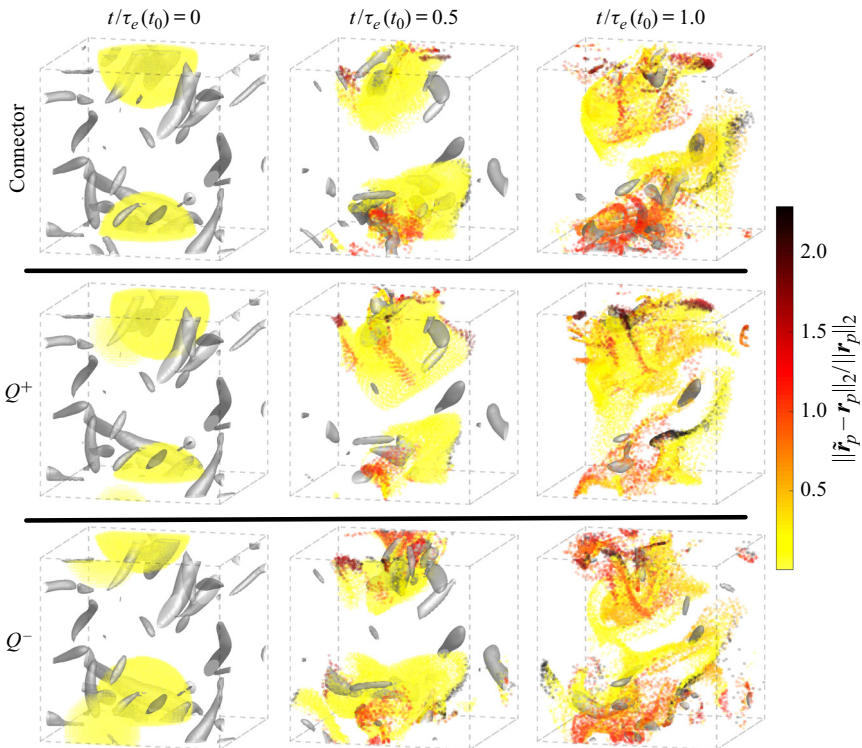 t/τₑ(t₀) = 0
t/τₑ(t₀) = 0.5
t/τₑ(t₀) = 1.0
Connector
Q⁺
Q⁻
2.0
1.5
1.0
0.5
||r̃ₚ – rₚ||₂/||rₚ||₂